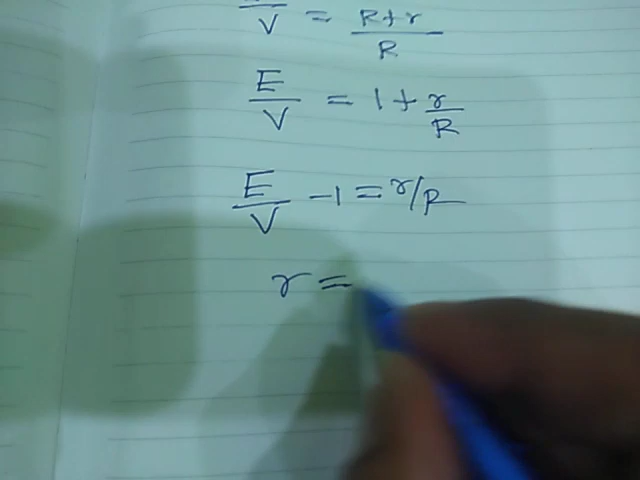 V = R+r/R
E/V = 1 + r/R
E/V - 1 = r/R
r =